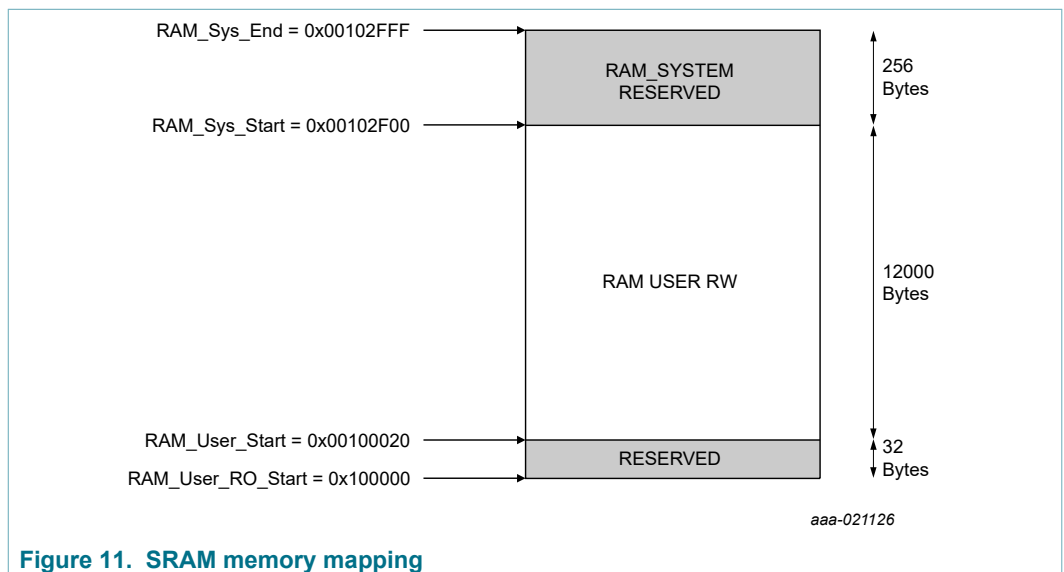 RAM_Sys_End = 0x00102FFF
RAM_SYSTEM
RESERVED
256
Bytes
RAM_Sys_Start = 0x00102F00
RAM USER RW
12000
Bytes
RAM_User_Start = 0x00100020
RESERVED
32
Bytes
RAM_User_RO_Start = 0x100000
aaa-021126
Figure 11. SRAM memory mapping